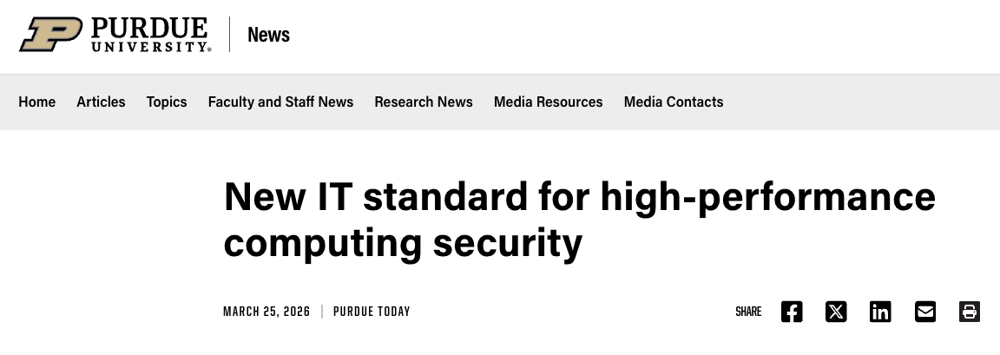 PURDUE
UNIVERSITY®
News
Home Articles Topics Faculty and Staff News Research News Media Resources Media Contacts
New IT standard for high-performance
computing security
MARCH 25, 2026 | PURDUE TODAY
SHARE